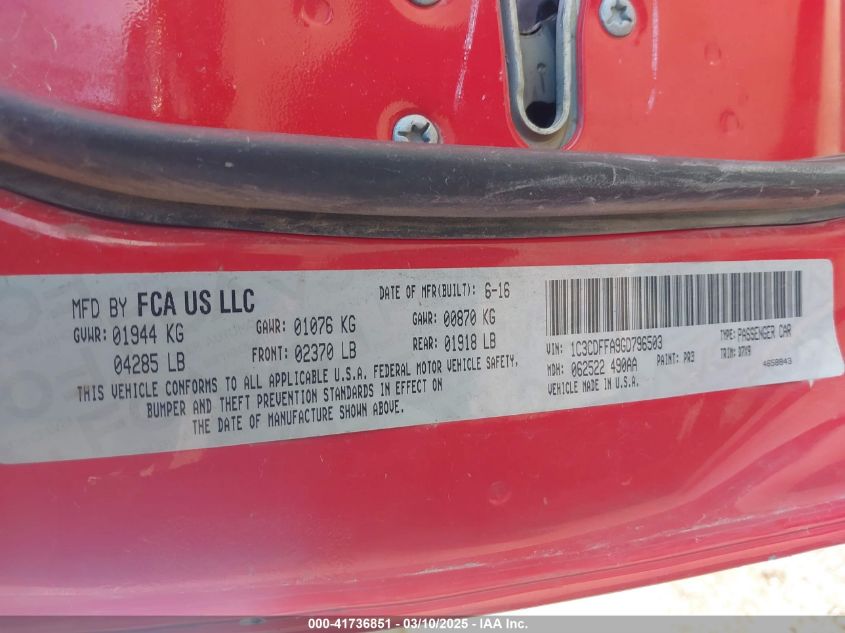 MFD BY FCA US LLC
DATE OF MFR(BUILT): 6-16
GVWR: 01944 KG GAWR: 01076 KG GAWR: 00870 KG
04285 LB FRONT: 02370 LB REAR: 01918 LB
THIS VEHICLE CONFORMS TO ALL APPLICABLE U.S.A. FEDERAL MOTOR VEHICLE SAFETY,
BUMPER AND THEFT PREVENTION STANDARDS IN EFFECT ON
THE DATE OF MANUFACTURE SHOWN ABOVE.
VIN: 1C3CDFFA9GD796503 TYPE: PASSENGER CAR
MDH: 062522 490AA PAINT: PR3 TRIM: D7X9
VEHICLE MADE IN U.S.A. 4658843
000-41736851 — 03/10/2025 — IAA, Inc.